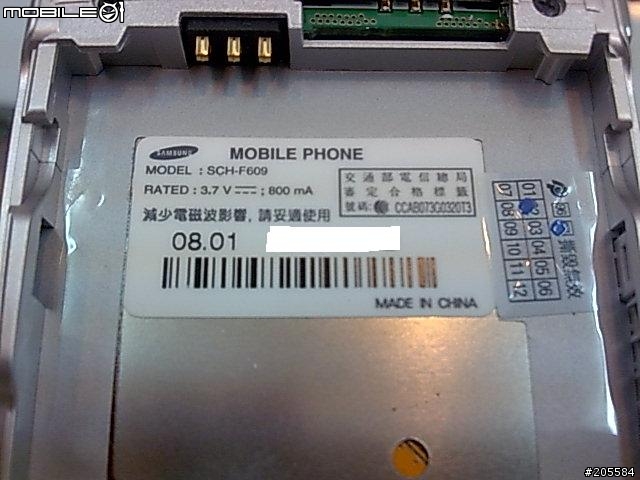 MOBILE01
SAMSUNG MOBILE PHONE
MODEL : SCH-F609
RATED : 3.7 V ; 800 mA
交通部電信總局
審定合格標籤
號碼: CCAB073G0320T3
減少電磁波影響, 請妥適使用
08.01
MADE IN CHINA
07 01
08
09 03
10 04
11 05
12 06
#205584